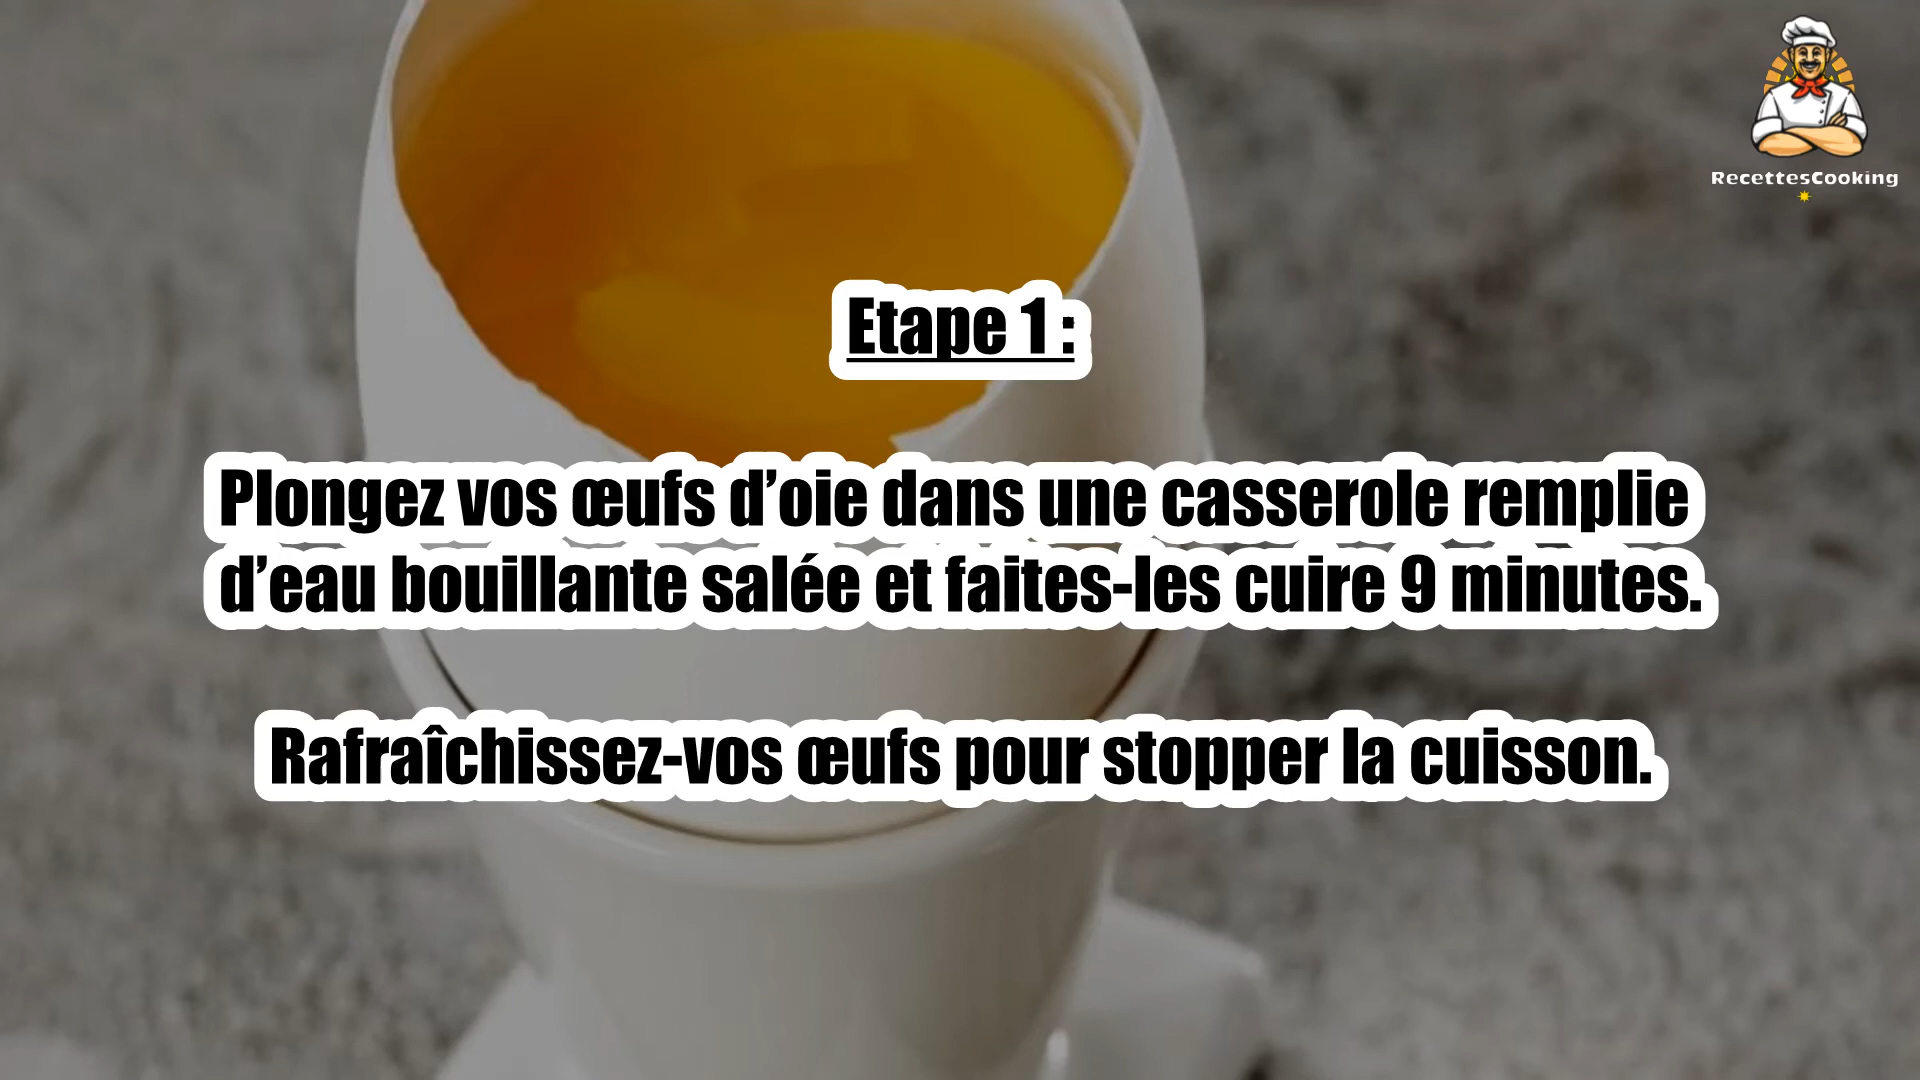 RecettesCooking
Etape 1 :
Plongez vos œufs d’oie dans une casserole remplie
d’eau bouillante salée et faites-les cuire 9 minutes.
Rafraîchissez-vos œufs pour stopper la cuisson.